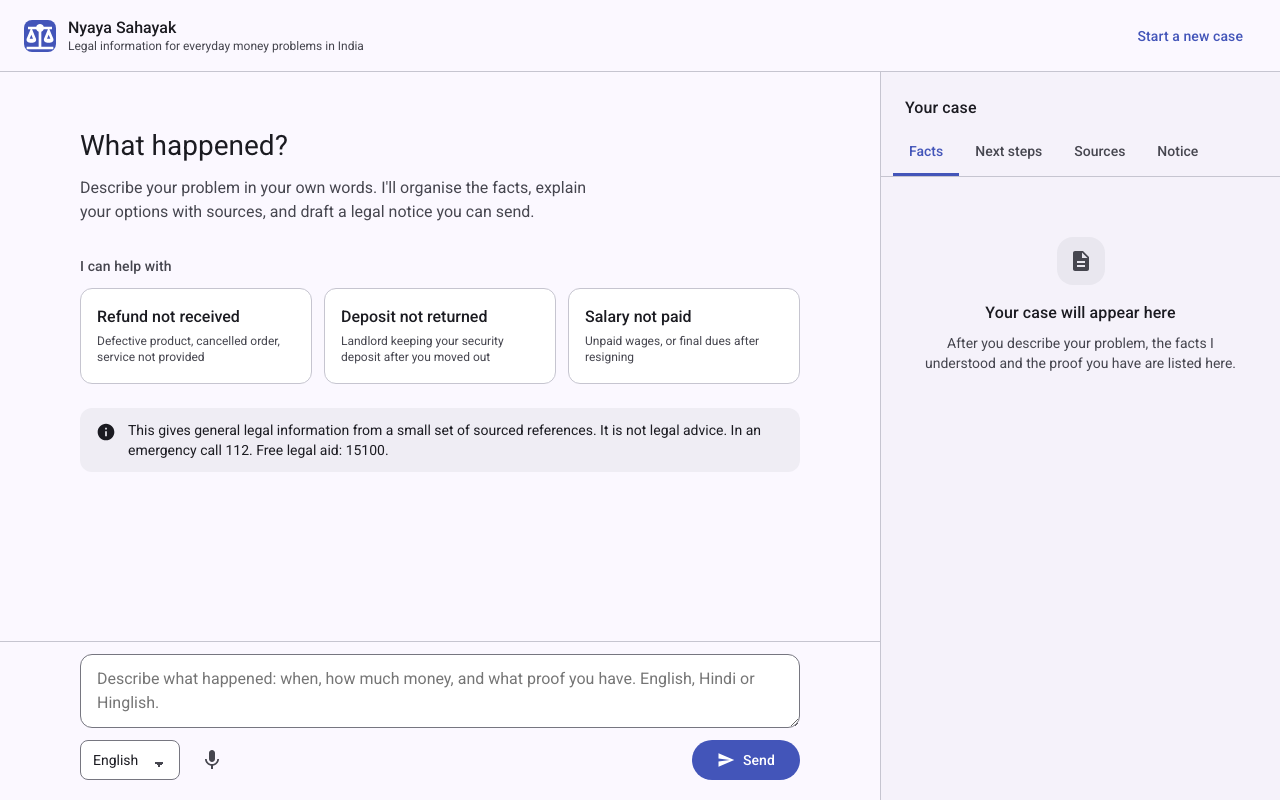 Nyaya Sahayak
Legal information for everyday money problems in India
Start a new case
What happened?
Describe your problem in your own words. I'll organise the facts, explain
your options with sources, and draft a legal notice you can send.
I can help with
Refund not received
Defective product, cancelled order,
service not provided
Deposit not returned
Landlord keeping your security
deposit after you moved out
Salary not paid
Unpaid wages, or final dues after
resigning
This gives general legal information from a small set of sourced references. It is not legal advice. In an
emergency call 112. Free legal aid: 15100.
Describe what happened: when, how much money, and what proof you have. English, Hindi or
Hinglish.
English
Send
Your case
Facts
Next steps
Sources
Notice
Your case will appear here
After you describe your problem, the facts I
understood and the proof you have are listed here.